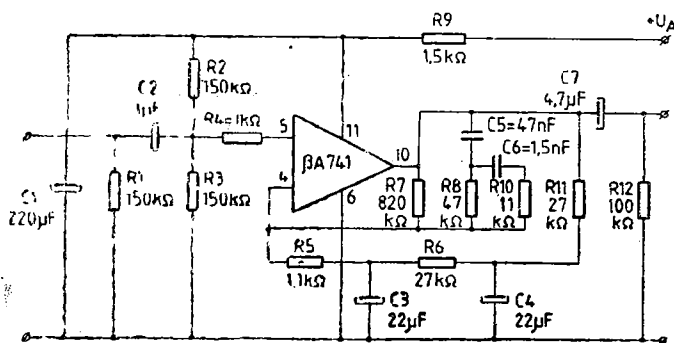 R9
+UA
1,5kΩ
C2
1µF
R2
150kΩ
C7
4,7µF
R4=1kΩ
5
11
βA741
10
C5=47nF
C6=1,5nF
4
6
C1
220µF
R1
150kΩ
R3
150kΩ
R7
820
kΩ
R8
47
kΩ
R10
11
kΩ
R11
27
kΩ
R12
100
kΩ
R5
1,1kΩ
R6
27kΩ
C3
22µF
C4
22µF